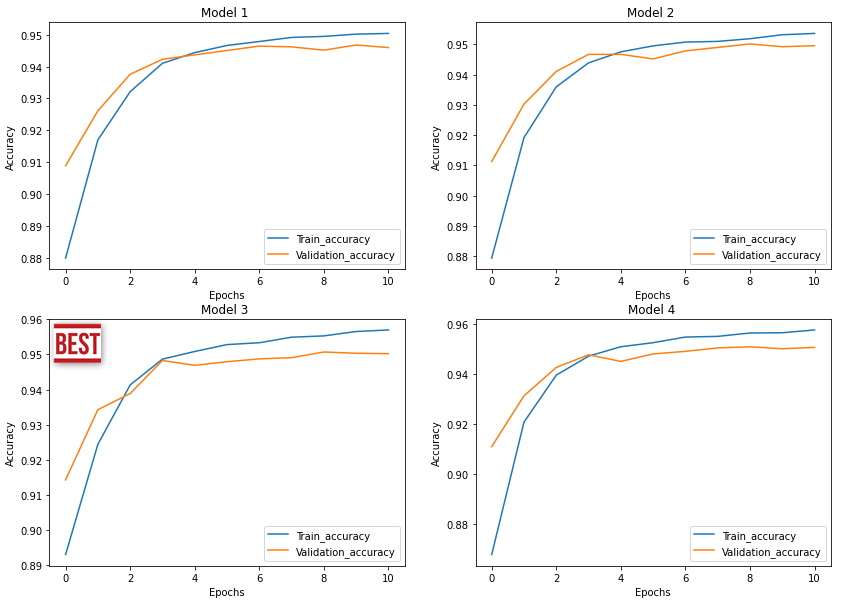 Model 1
Accuracy
0.95
0.94
0.93
0.92
0.91
0.90
0.89
0.88
Train_accuracy
Validation_accuracy
0 2 4 6 8 10
Epochs
Model 2
Accuracy
0.95
0.94
0.93
0.92
0.91
0.90
0.89
0.88
Train_accuracy
Validation_accuracy
0 2 4 6 8 10
Epochs
Model 3
BEST
Accuracy
0.96
0.95
0.94
0.93
0.92
0.91
0.90
0.89
Train_accuracy
Validation_accuracy
0 2 4 6 8 10
Epochs
Model 4
Accuracy
0.96
0.94
0.92
0.90
0.88
Train_accuracy
Validation_accuracy
0 2 4 6 8 10
Epochs